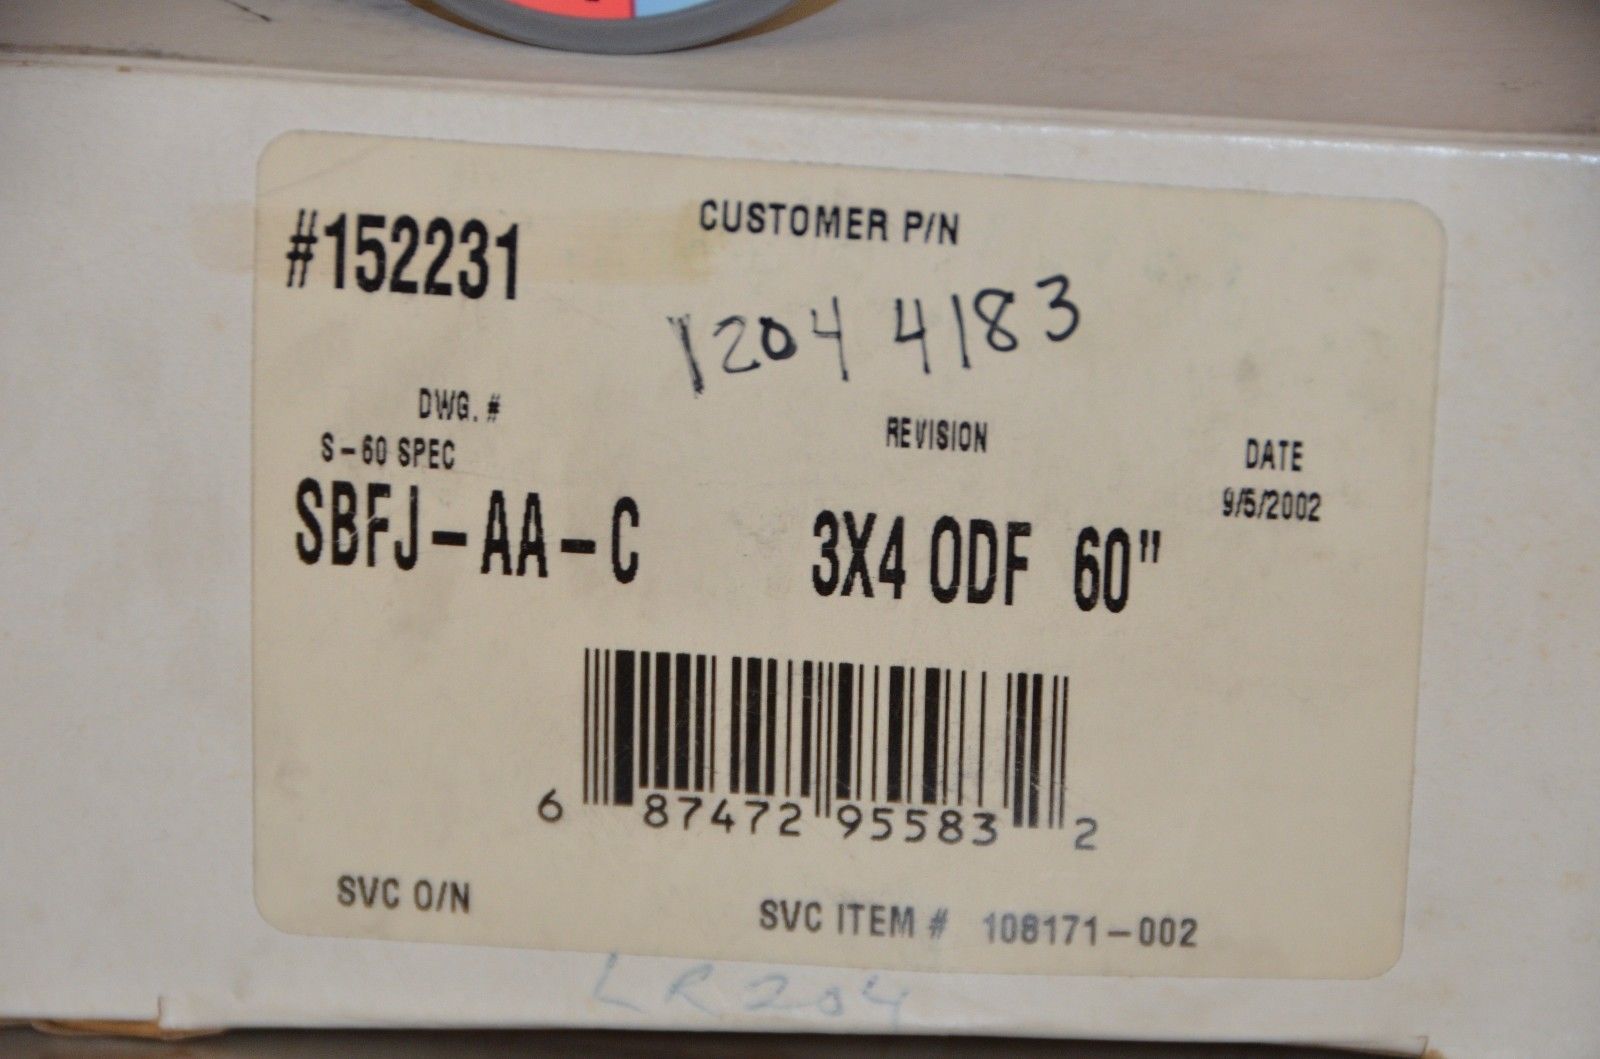 #152231
CUSTOMER P/N
1204 4183
DWG. #
REVISION
DATE
S-60 SPEC
9/5/2002
SBFJ-AA-C
3X4 ODF 60"
6 87472 95583 2
SVC O/N
SVC ITEM # 108171-002
LR204